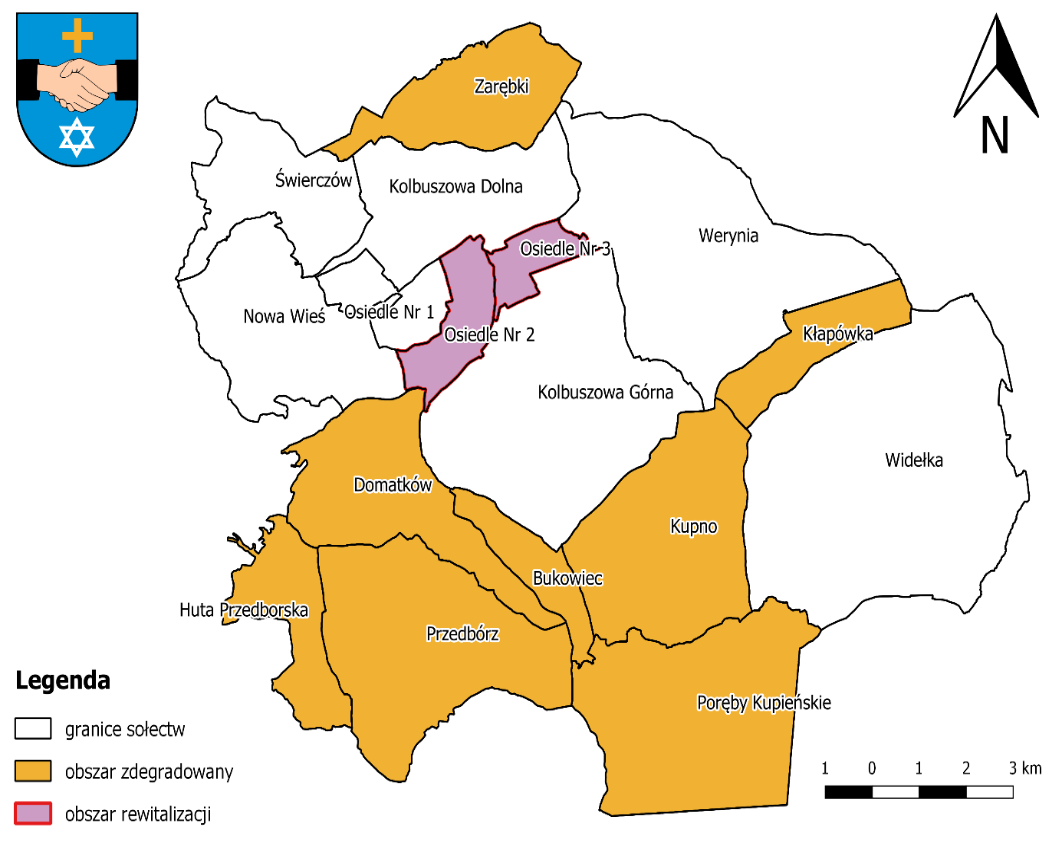 Zarębki
Świerczów
Kolbuszowa Dolna
N
Werynia
Osiedle Nr 3
Nowa Wieś
Osiedle Nr 1
Osiedle Nr 2
Kłapówka
Kolbuszowa Górna
Widełka
Domatków
Kupno
Bukowiec
Huta Przedborska
Przedbórz
Poręby Kupieńskie
Legenda
granice sołectw
obszar zdegradowany
obszar rewitalizacji
1 0 1 2 3 km